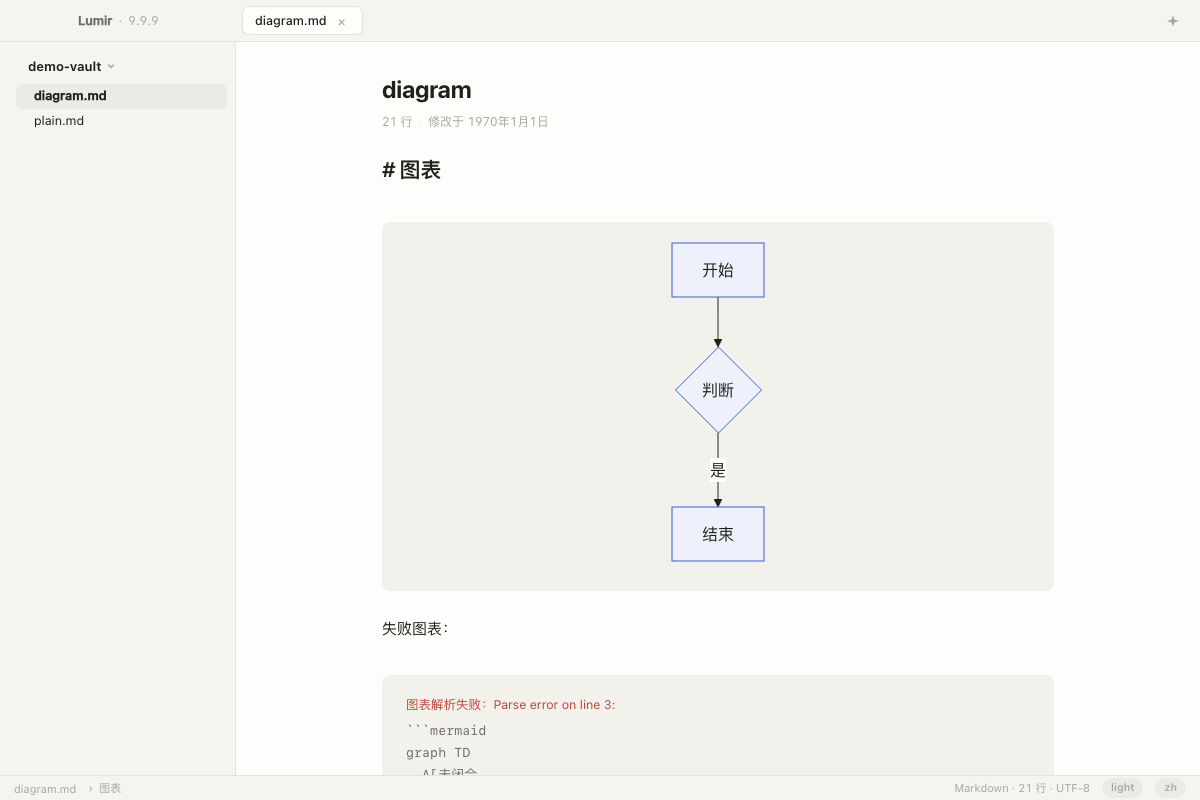 Lumir · 9.9.9
diagram.md ×
demo-vault
diagram.md
plain.md
diagram
21 行 · 修改于 1970年1月1日
# 图表
开始
判断
是
结束
失败图表：
图表解析失败：Parse error on line 3:
```mermaid
graph TD
A[未闭合
diagram.md › 图表
Markdown · 21 行 · UTF-8 light zh